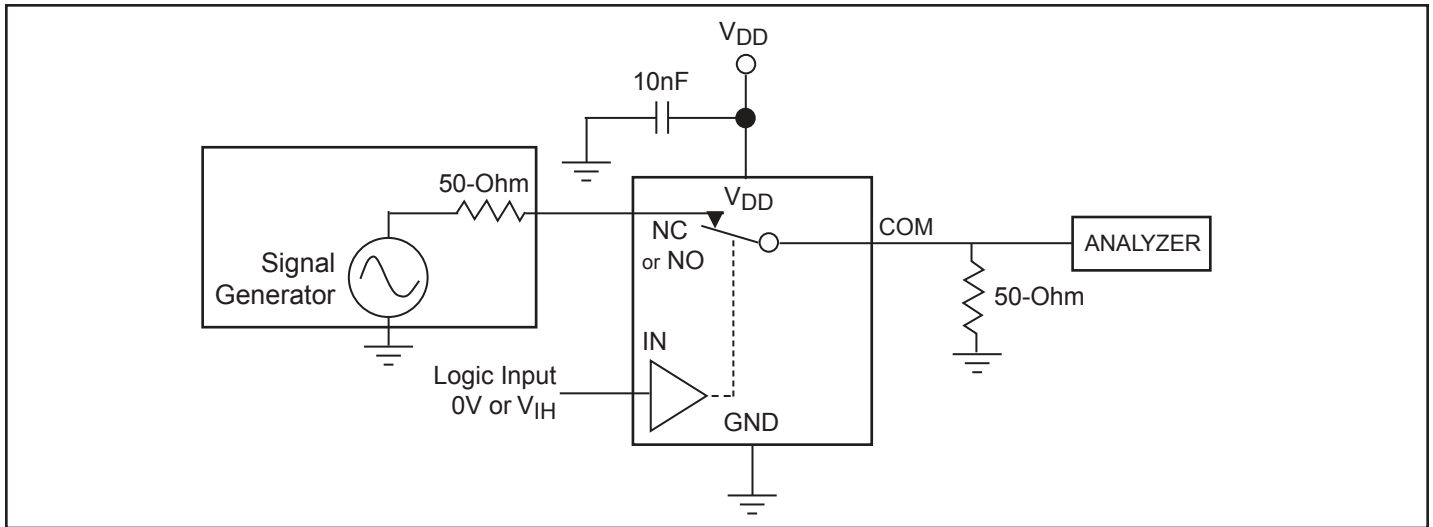 VDD
10nF
50-Ohm
VDD
NC
or NO
COM
ANALYZER
Signal
Generator
50-Ohm
IN
Logic Input
0V or VIH
GND